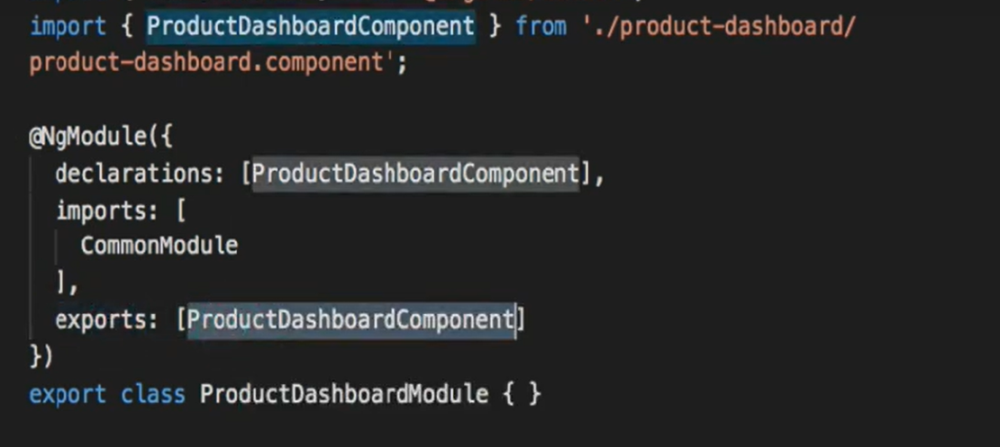 import { ProductDashboardComponent } from './product-dashboard/
product-dashboard.component';
@NgModule({
declarations: [ProductDashboardComponent],
imports: [
CommonModule
],
exports: [ProductDashboardComponent]
})
export class ProductDashboardModule { }